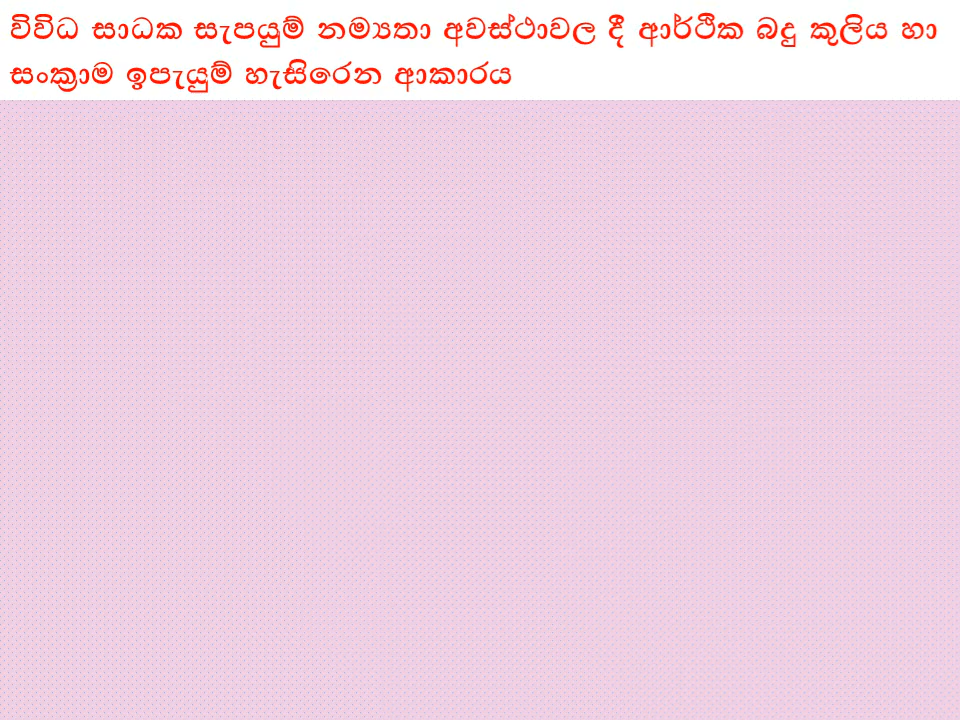 විවිධ සාධක සැපයුම් නම්‍යතා අවස්ථාවල දී ආර්ථික බදු කුලිය හා
සංක්‍රාම ඉපැයුම් හැසිරෙන ආකාරය